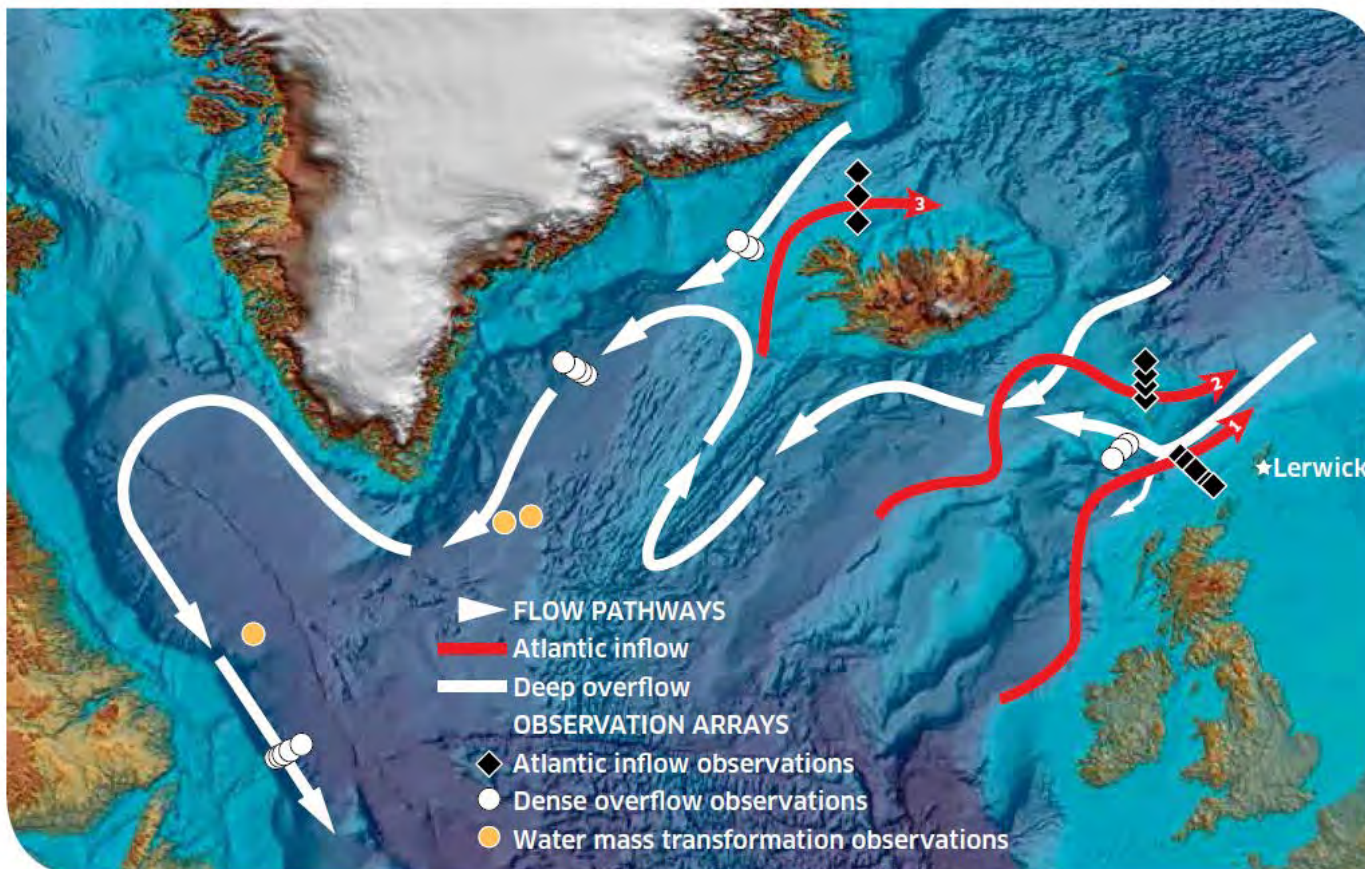 3
2
1
Lerwick
FLOW PATHWAYS
Atlantic inflow
Deep overflow
OBSERVATION ARRAYS
Atlantic inflow observations
Dense overflow observations
Water mass transformation observations